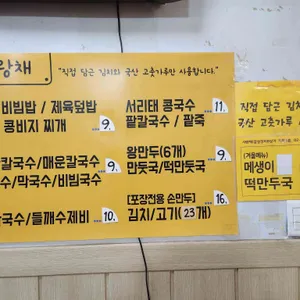 랑채
"직접 담근 김치와 국산 고춧가루만 사용합니다."
비빔밥 / 제육덮밥
콩비지 찌개
9.
서리태 콩국수
팥칼국수 / 팥죽
11.
칼국수/매운칼국수
수/막국수/비빔국수
9.
왕만두(6개)
만둣국/떡만둣국
9.
국수/들깨수제비
10.
[포장전용 손만두]
김치/고기(23개)
16.
직접 담근 김치
국산 고춧가루
(겨울메뉴)
메생이
떡만두국